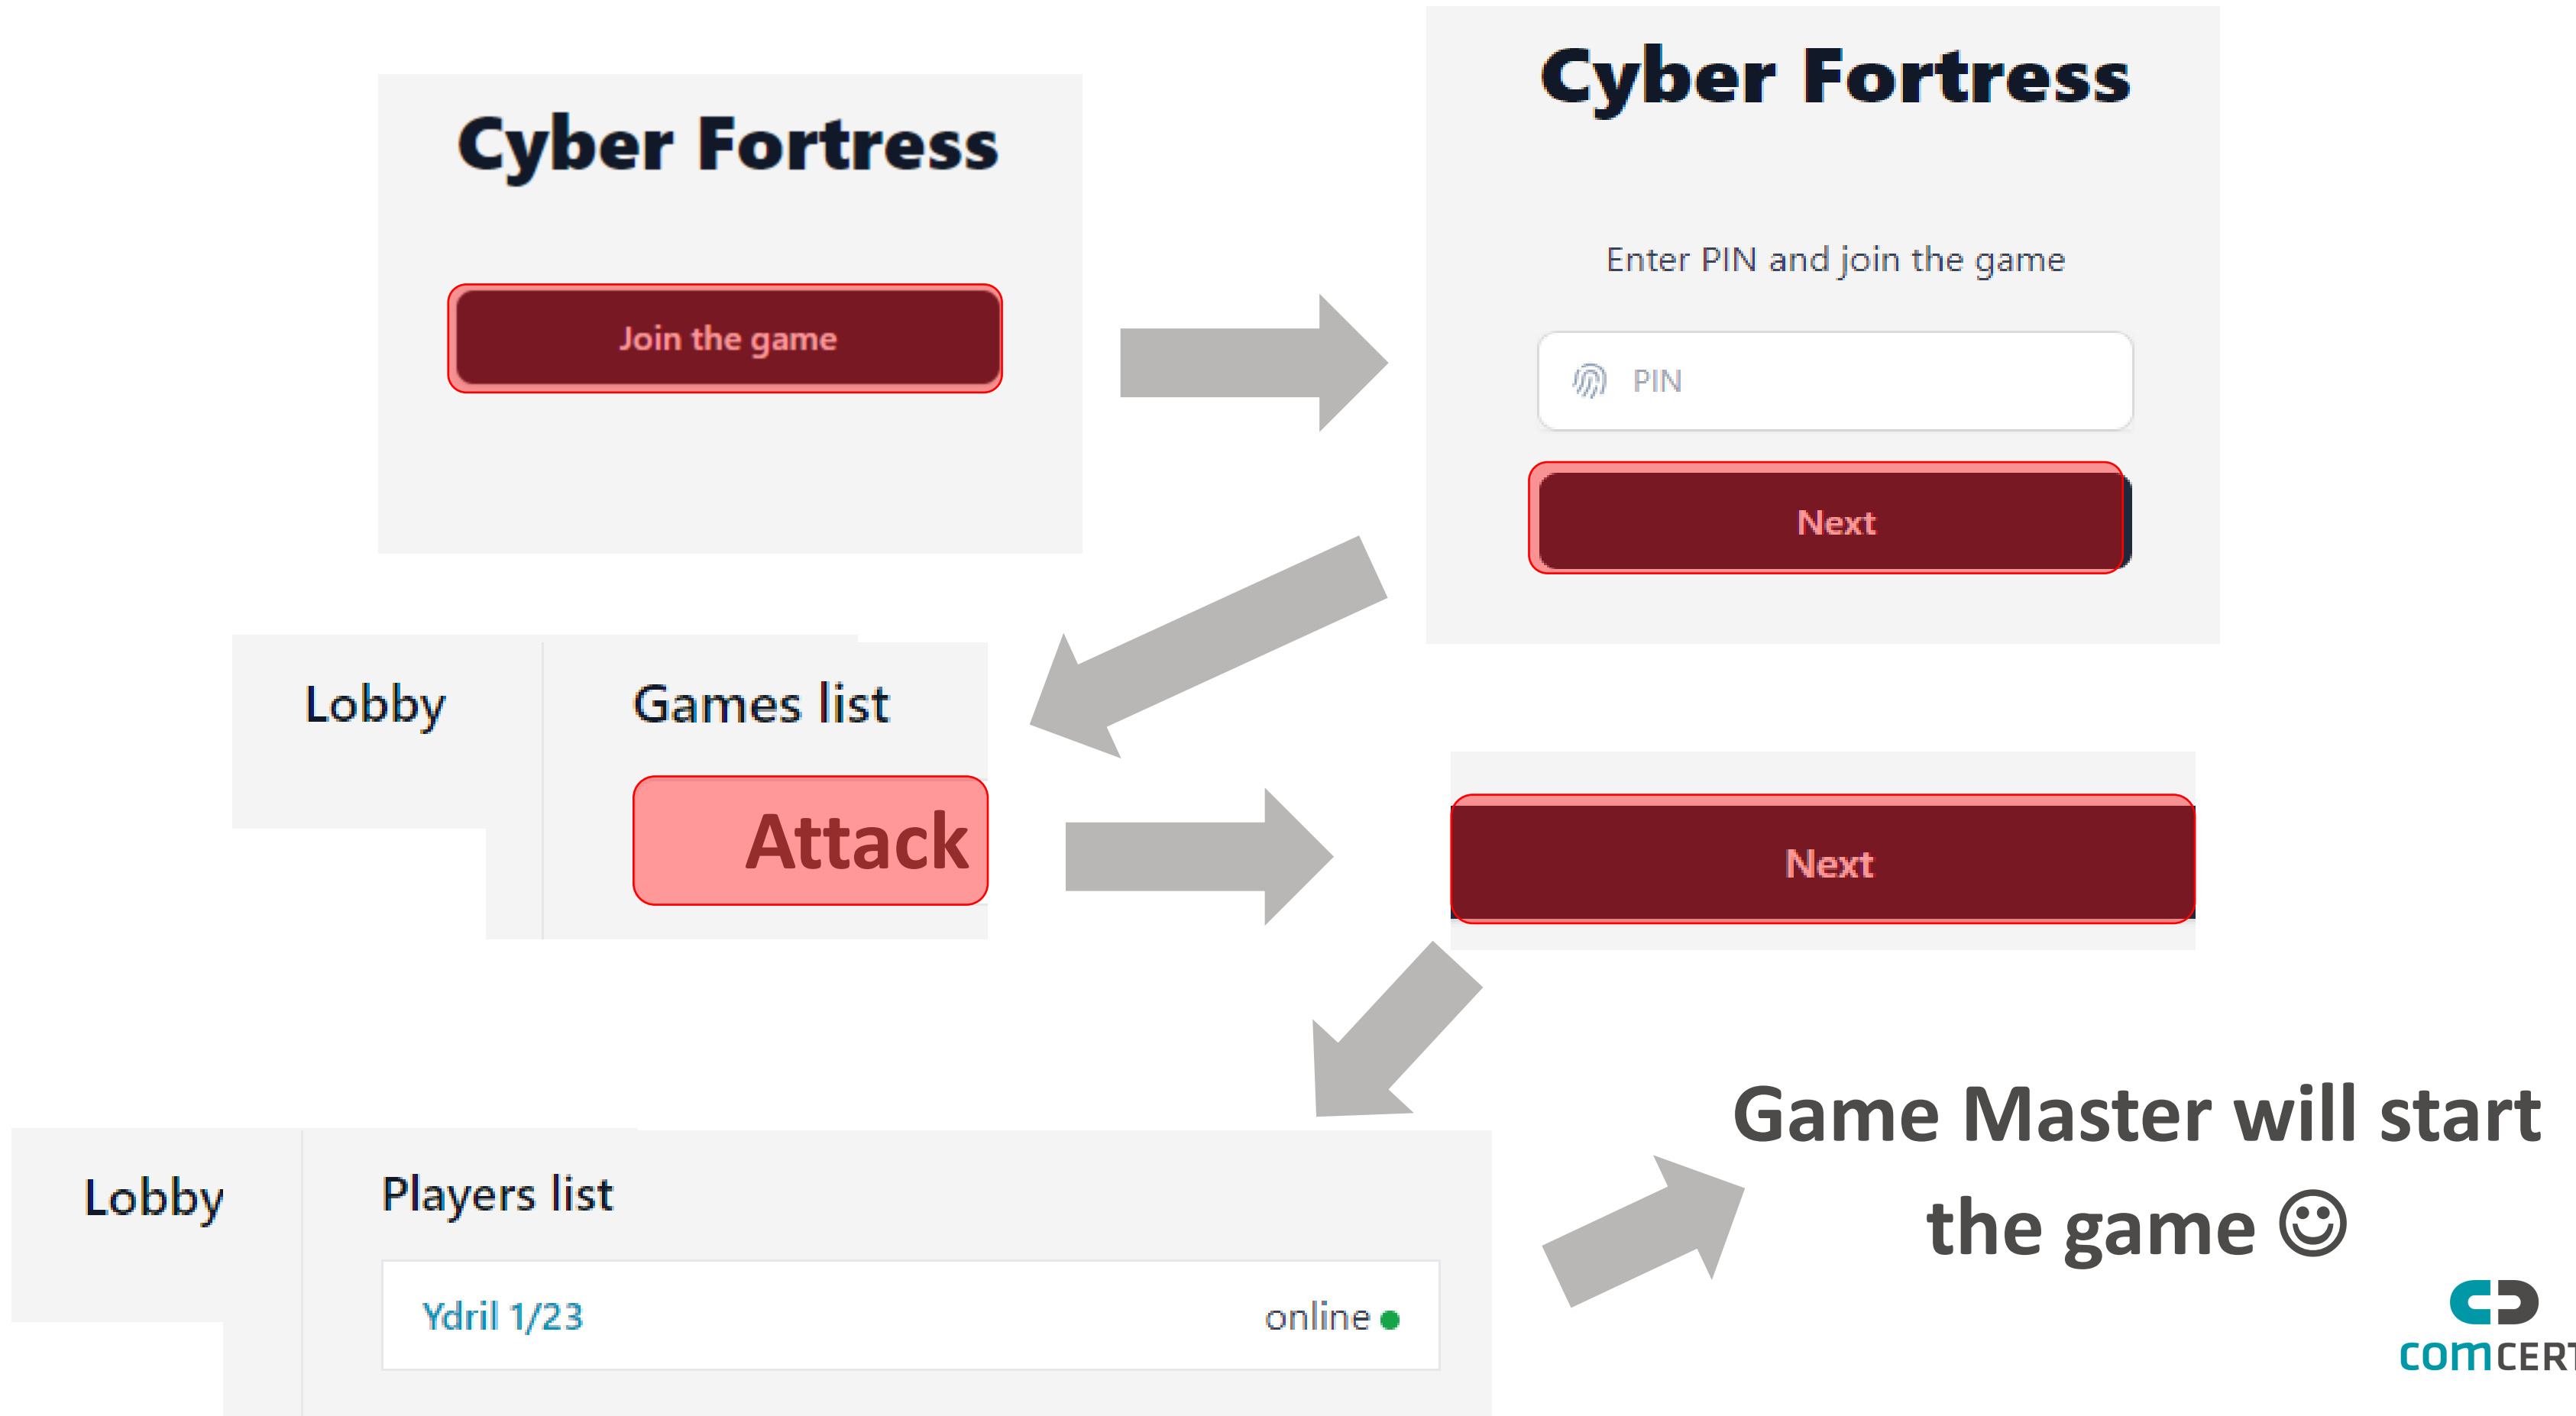 Cyber Fortress
Join the game
Cyber Fortress
Enter PIN and join the game
PIN
Next
Lobby
Games list
Attack
Next
Lobby
Players list
Ydril 1/23
online
Game Master will start
the game ☺
COMCERT